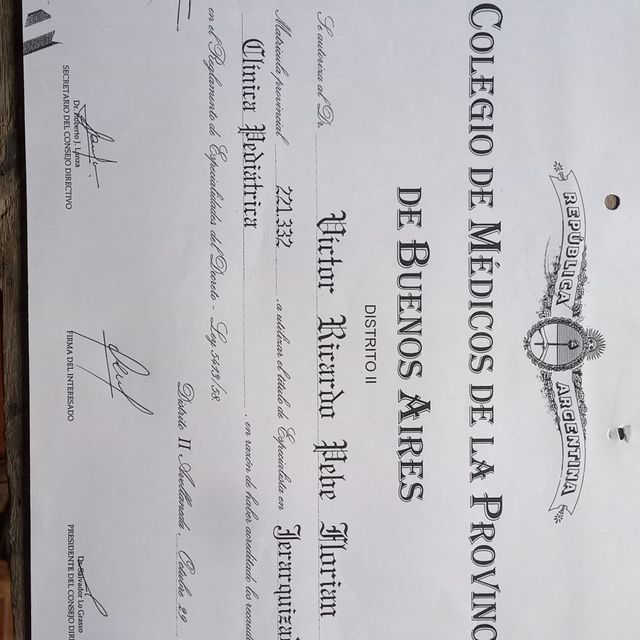 REPÚBLICA ARGENTINA
COLEGIO DE MÉDICOS DE LA PROVINC
DE BUENOS AIRES
DISTRITO II
Se autoriza al Dr. Victor Ricardo Pebe Florian
Matrícula provincial 221.332, a utilizar el título de Especialista en Jerarquiza
Clínica Pediátrica, en razón de haber acreditado los
en el Reglamento de Especialidades del Decreto - Ley 5413/58.
Distrito II Avellaneda, Octubre 29
Dr. Roberto J.
SECRETARIO DEL CONSEJO DIRECTIVO
FIRMA DEL INTERESADO
Dr. Salvador Lo Grasso
PRESIDENTE DEL CONSEJO DIR